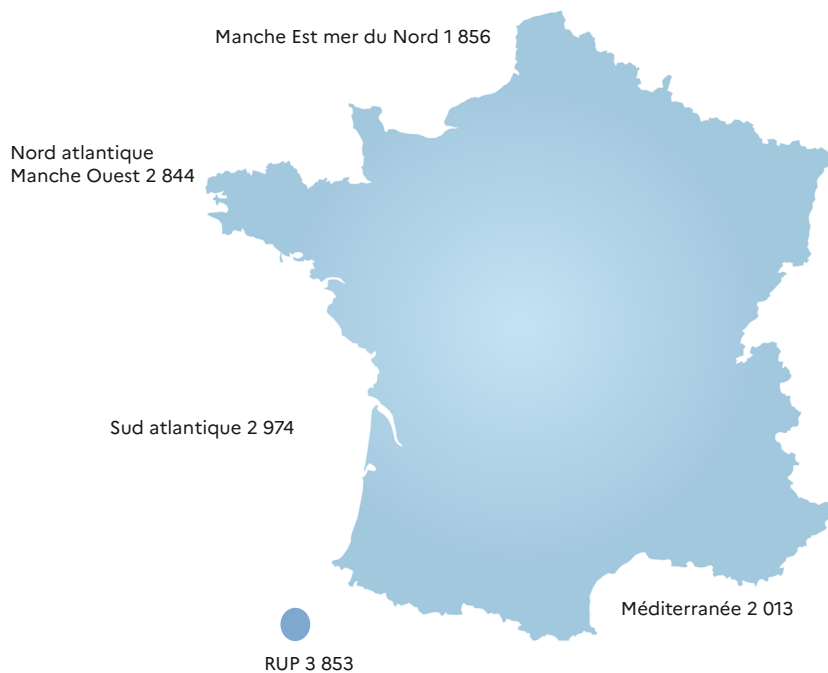 Manche Est mer du Nord 1 856
Nord atlantique
Manche Ouest 2 844
Sud atlantique 2 974
Méditerranée 2 013
RUP 3 853